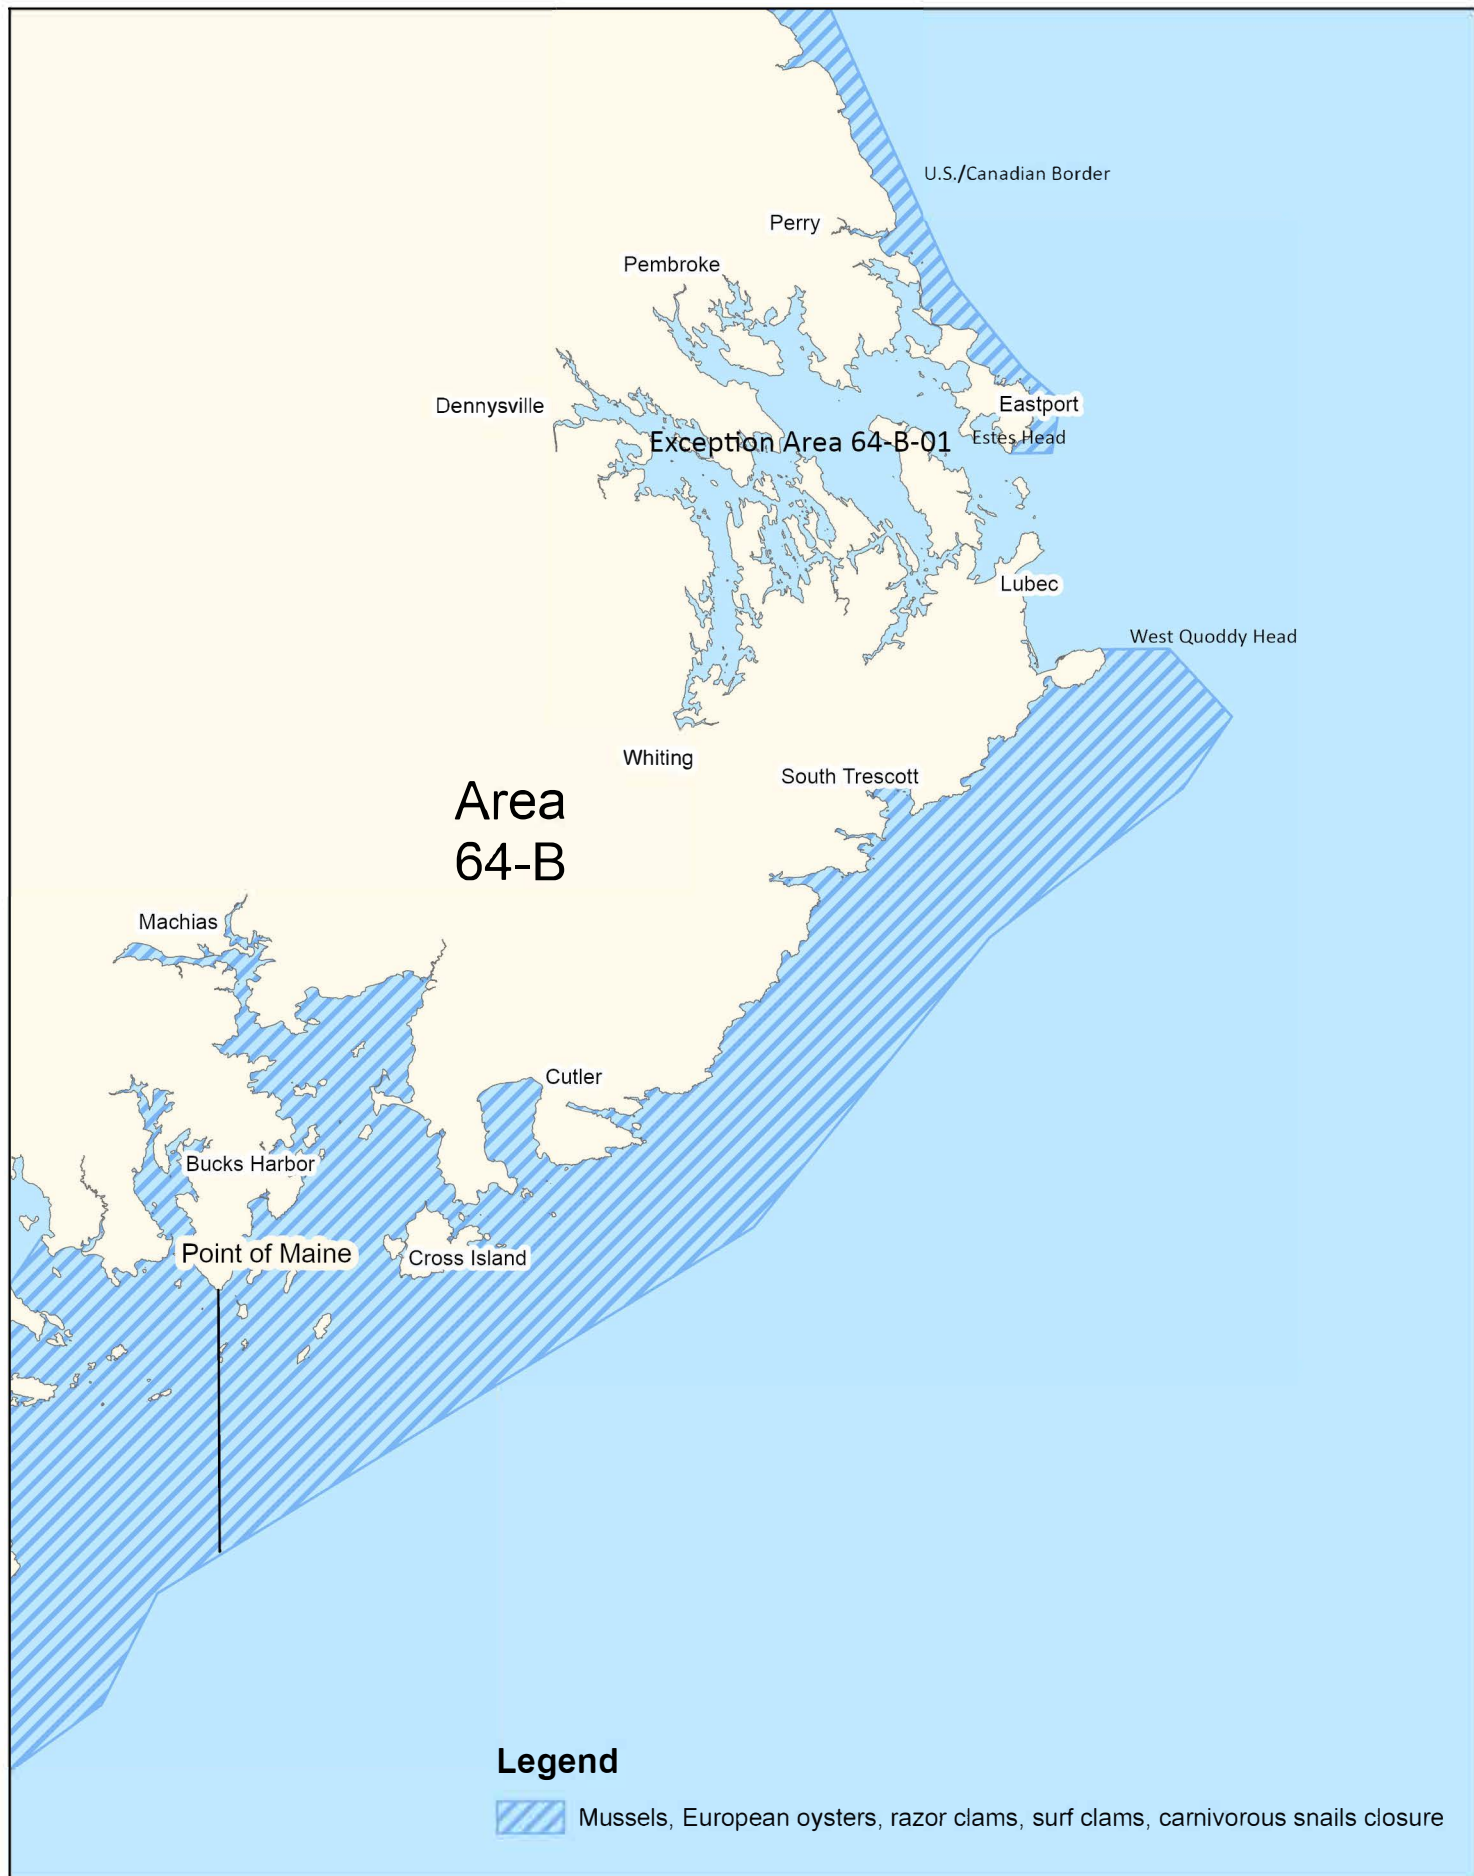 U.S./Canadian Border
Perry
Pembroke
Eastport
Dennysville
Exception Area 64-B-01
Estes Head
Lubec
West Quoddy Head
Whiting
South Trescott
Area
64-B
Machias
Cutler
Bucks Harbor
Point of Maine
Cross Island
Legend
Mussels, European oysters, razor clams, surf clams, carnivorous snails closure